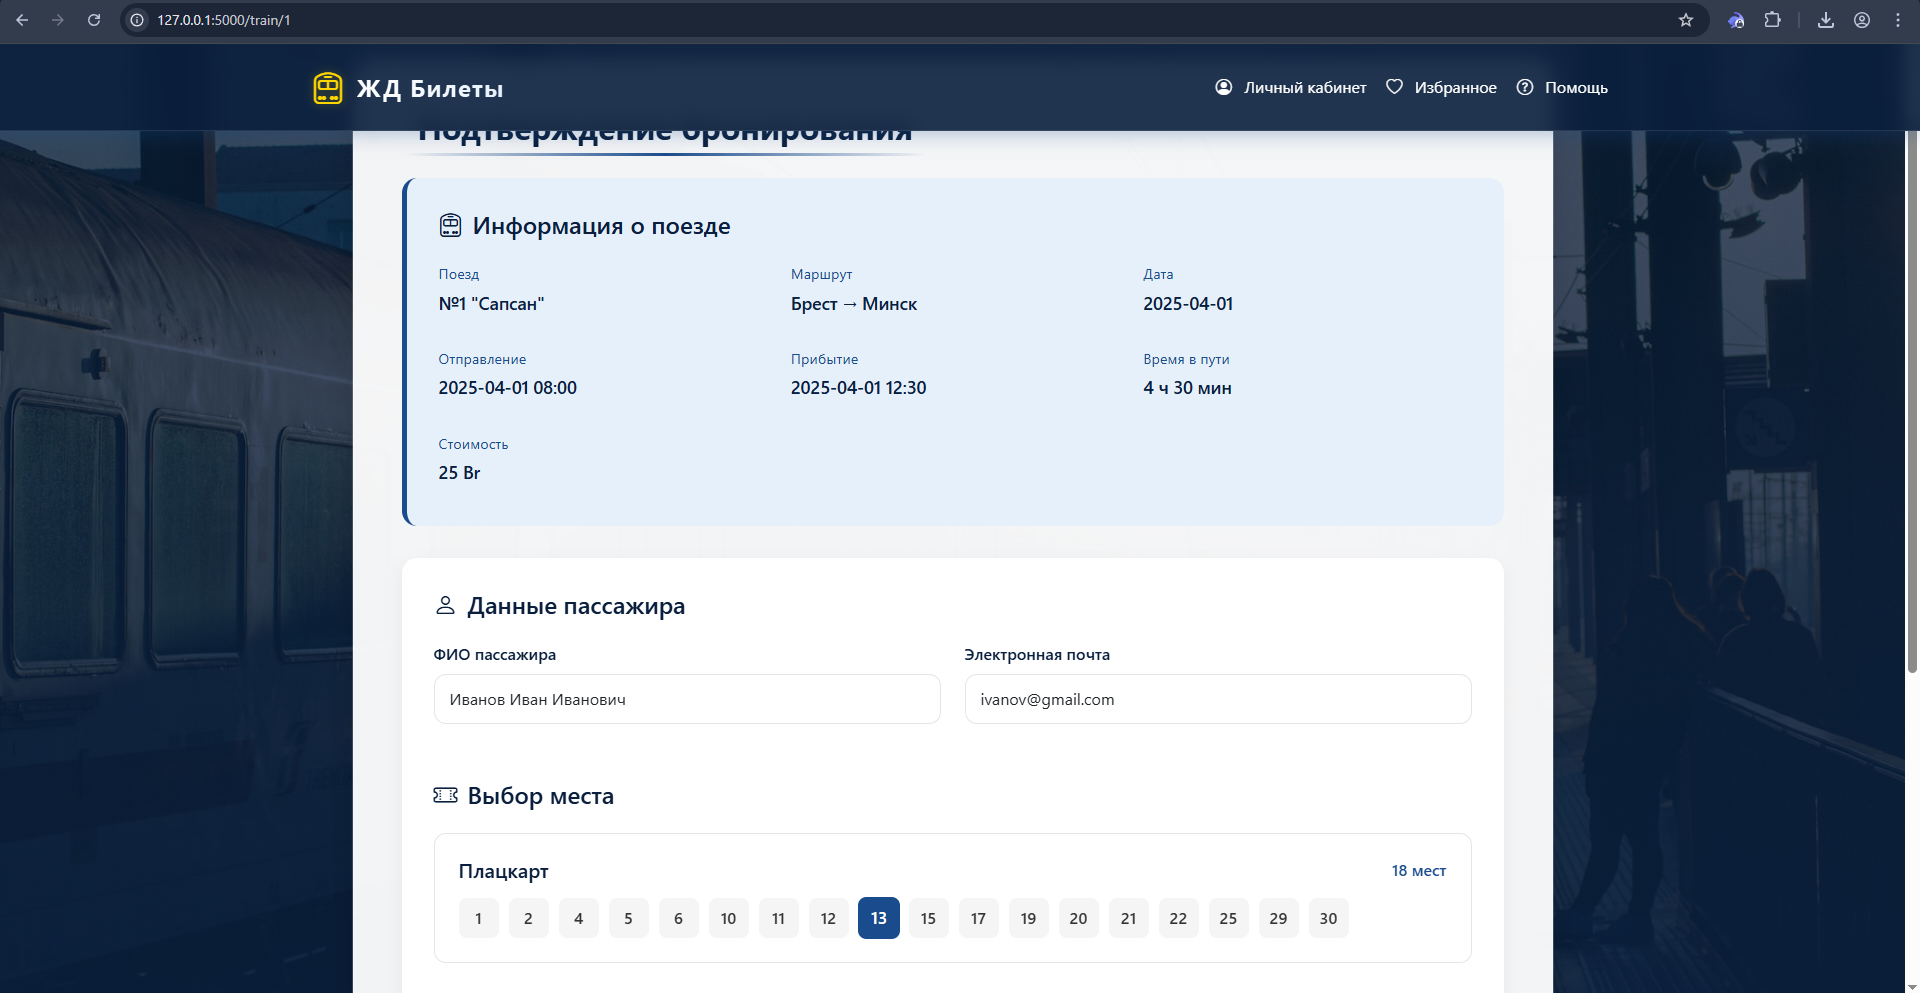 127.0.0.1:5000/train/1
ЖД Билеты
Личный кабинет
Избранное
Помощь
Подтверждение бронирования
Информация о поезде
Поезд
Маршрут
Дата
№1 "Сапсан"
Брест → Минск
2025-04-01
Отправление
Прибытие
Время в пути
2025-04-01 08:00
2025-04-01 12:30
4 ч 30 мин
Стоимость
25 Br
Данные пассажира
ФИО пассажира
Электронная почта
Иванов Иван Иванович
ivanov@gmail.com
Выбор места
Плацкарт
18 мест
1 2 4 5 6 10 11 12 13 15 17 19 20 21 22 25 29 30